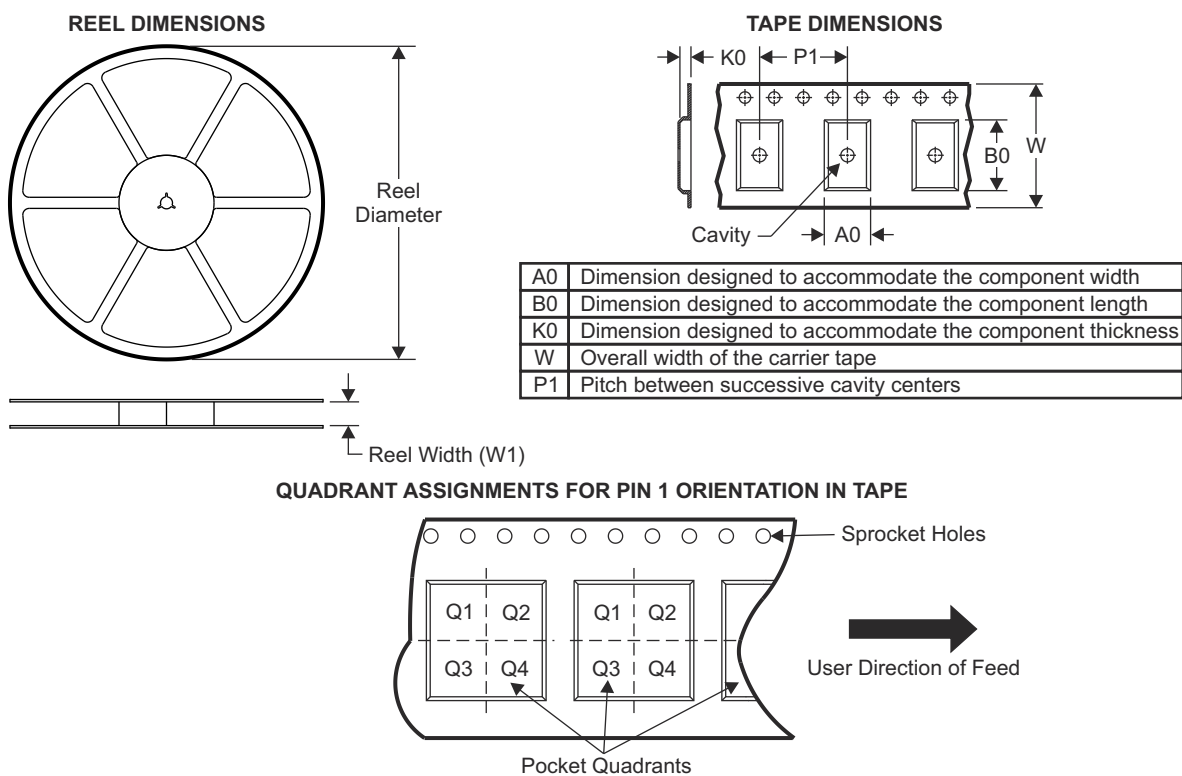 REEL DIMENSIONS
Reel
Diameter
Reel Width (W1)
TAPE DIMENSIONS
K0
P1
B0
W
Cavity
A0
A0 Dimension designed to accommodate the component width
B0 Dimension designed to accommodate the component length
K0 Dimension designed to accommodate the component thickness
W Overall width of the carrier tape
P1 Pitch between successive cavity centers
QUADRANT ASSIGNMENTS FOR PIN 1 ORIENTATION IN TAPE
Sprocket Holes
Q1 Q2 Q1 Q2
Q3 Q4 Q3 Q4
User Direction of Feed
Pocket Quadrants